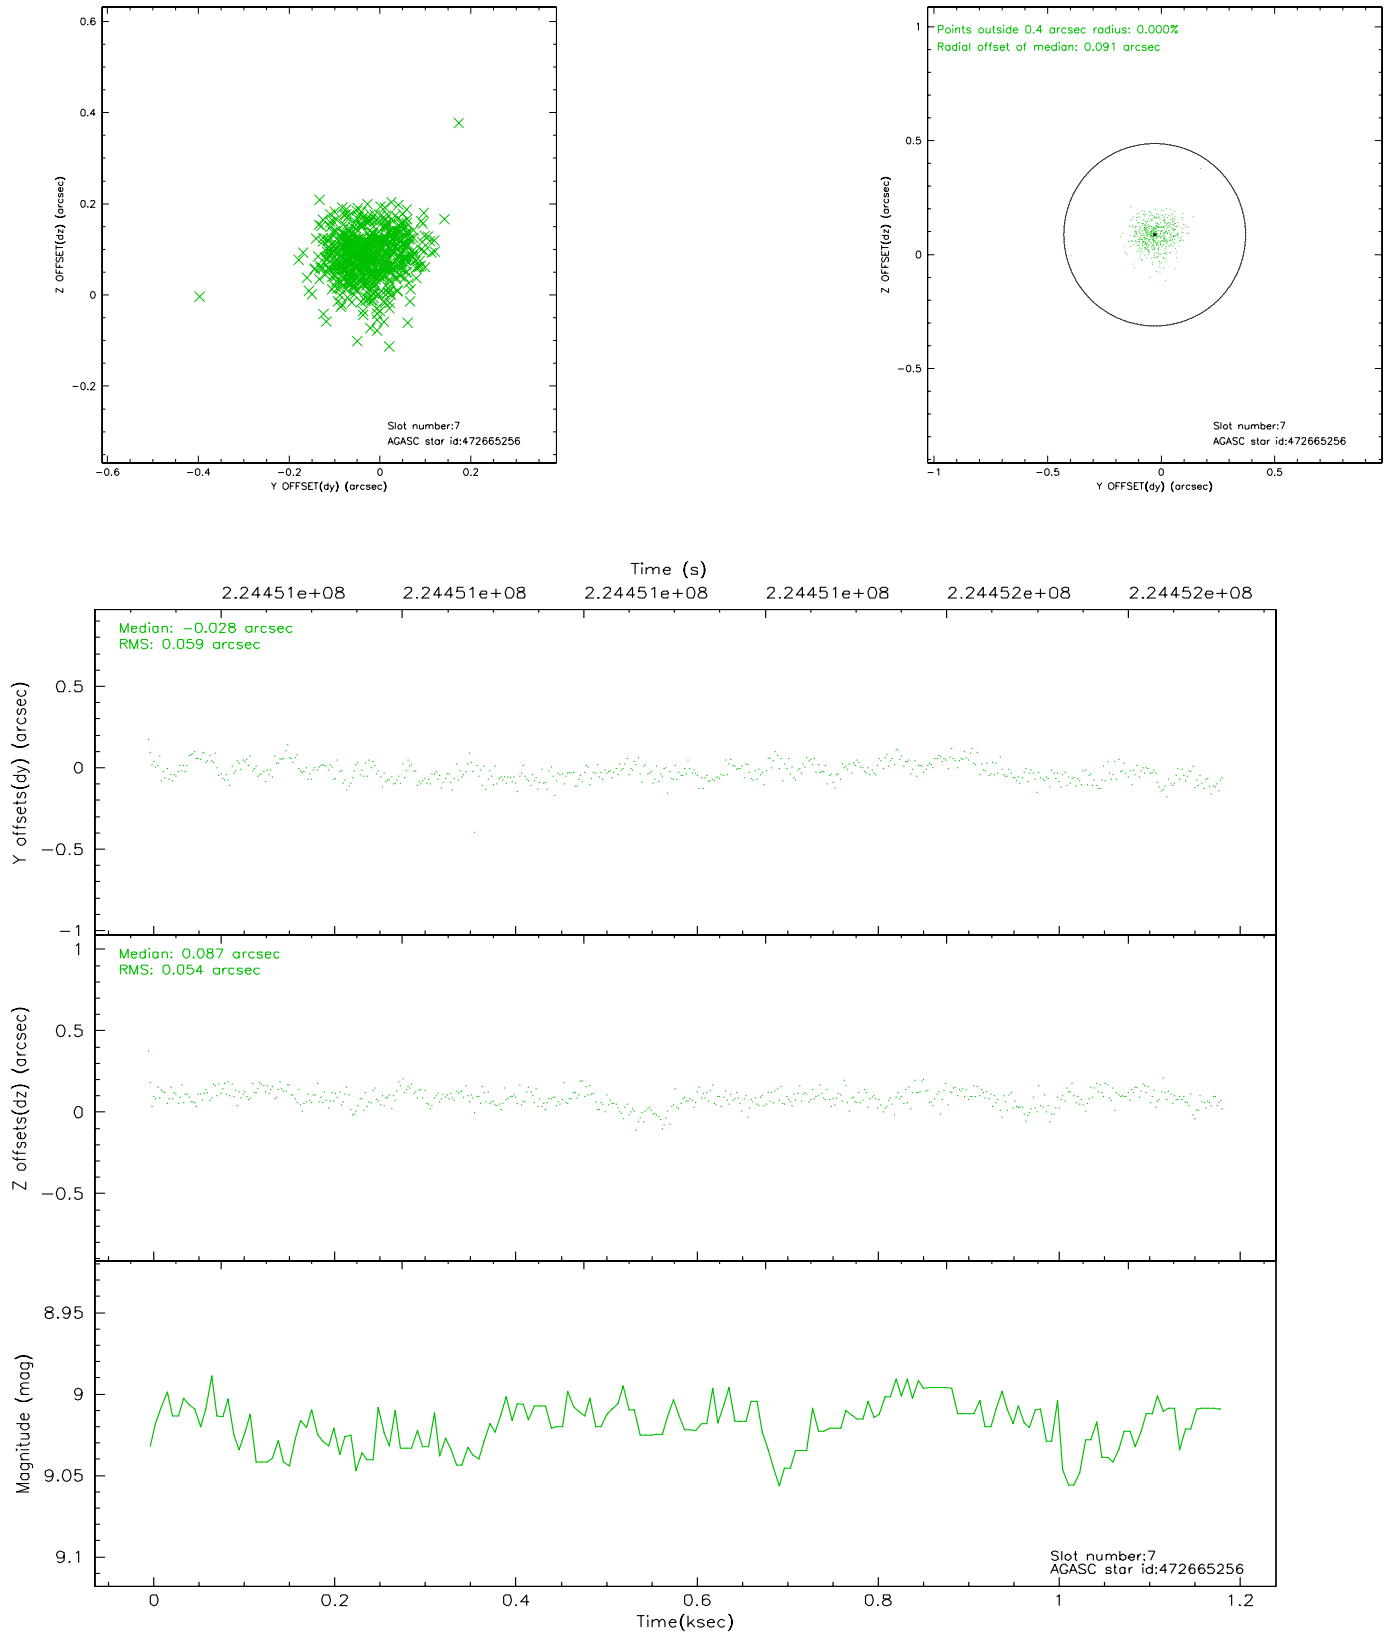 0.6
0.4
0.2
0
−0.2
Z OFFSET(dz) (arcsec)
Slot number:7
AGASC star id:472665256
−0.6
−0.4
−0.2
0
0.2
Y OFFSET(dy) (arcsec)
Points outside 0.4 arcsec radius: 0.000%
Radial offset of median: 0.091 arcsec
1
0.5
0
−0.5
Z OFFSET(dz) (arcsec)
Slot number:7
AGASC star id:472665256
−1
−0.5
0
0.5
Y OFFSET(dy) (arcsec)
Time (s)
2.24451e+08
2.24451e+08
2.24451e+08
2.24451e+08
2.24452e+08
2.24452e+08
Median: −0.028 arcsec
RMS: 0.059 arcsec
0.5
0
−0.5
−1
Y offsets(dy) (arcsec)
Median: 0.087 arcsec
RMS: 0.054 arcsec
1
0.5
0
−0.5
Z offsets(dz) (arcsec)
8.95
9
9.05
9.1
Magnitude (mag)
Slot number:7
AGASC star id:472665256
0
0.2
0.4
0.6
0.8
1
1.2
Time(ksec)